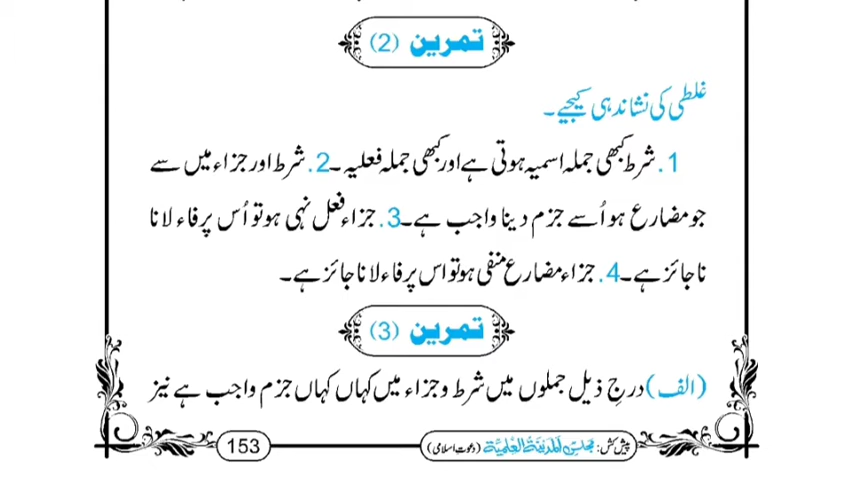 تمرین (2)
غلطی کی نشاندہی کیجیے۔
1. شرط کبھی جملہ اسمیہ ہوتی ہے اور کبھی جملہ فعلیہ۔ 2. شرط اور جزاء میں سے
جو مضارع ہو اُسے جزم دینا واجب ہے۔ 3. جزاء فعل نہی ہو تو اُس پر فاء لانا
ناجائز ہے۔ 4. جزاء مضارع منفی ہو تو اس پر فاء لانا جائز ہے۔
تمرین (3)
(الف) درجِ ذیل جملوں میں شرط و جزاء میں کہاں کہاں جزم واجب ہے نیز
پیش کش: مجلس المدینۃ العلمیۃ (دعوت اسلامی)
153